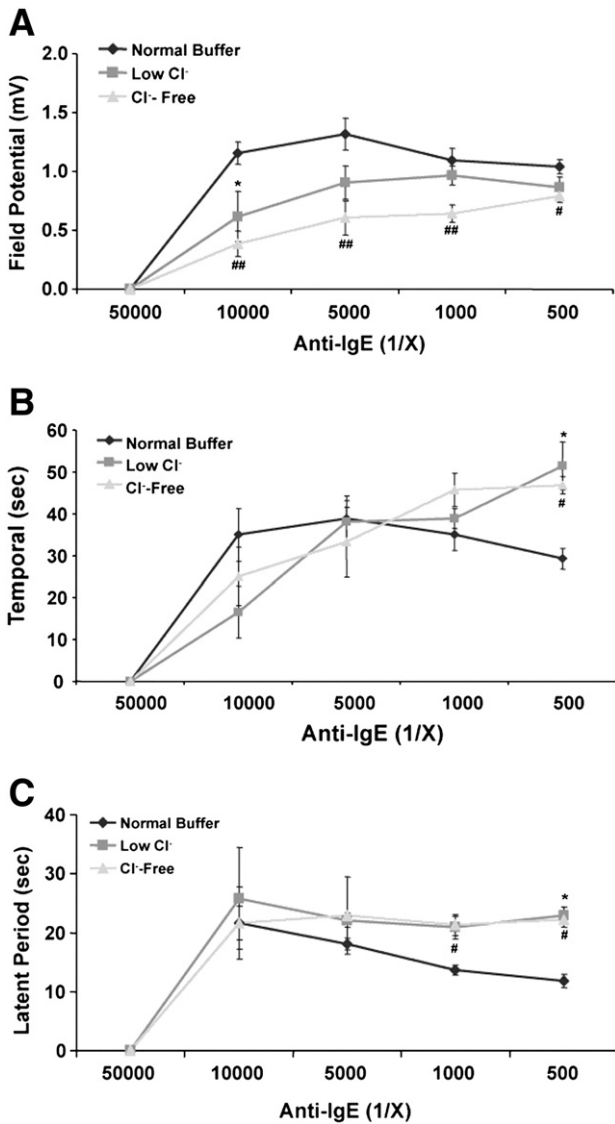 A
Normal Buffer
Low Cl-
Cl-- Free
Field Potential (mV)
2.0
1.5
1.0
0.5
0.0
*
##
##
##
#
50000 10000 5000 1000 500
Anti-IgE (1/X)
B
Normal Buffer
Low Cl-
Cl--Free
Temporal (sec)
60
50
40
30
20
10
0
*
#
50000 10000 5000 1000 500
Anti-IgE (1/X)
C
Normal Buffer
Low Cl-
Cl--Free
Latent Period (sec)
40
30
20
10
0
*
#
#
50000 10000 5000 1000 500
Anti-IgE (1/X)